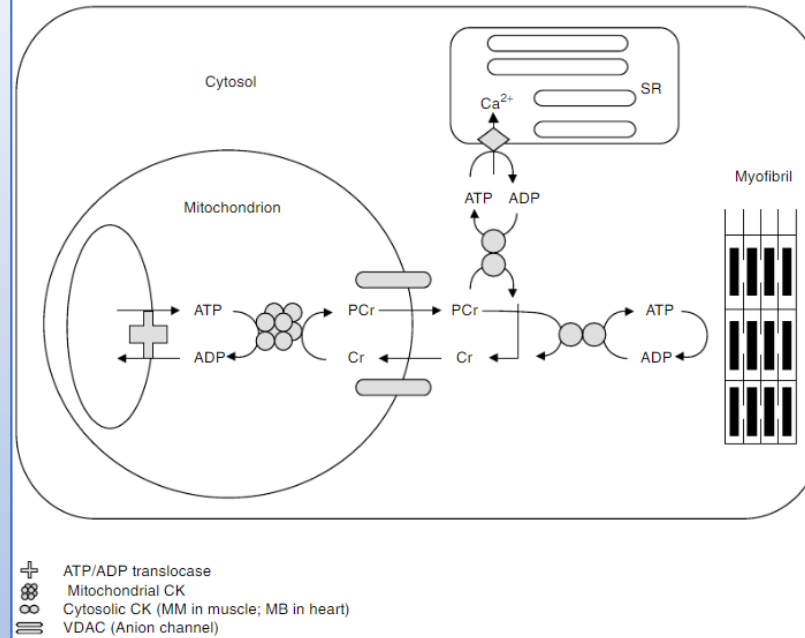 Cytosol
SR
Ca²⁺
Myofibril
ATP ADP
Mitochondrion
ATP PCr PCr ATP
ADP Cr Cr ADP
ATP/ADP translocase
Mitochondrial CK
Cytosolic CK (MM in muscle; MB in heart)
VDAC (Anion channel)